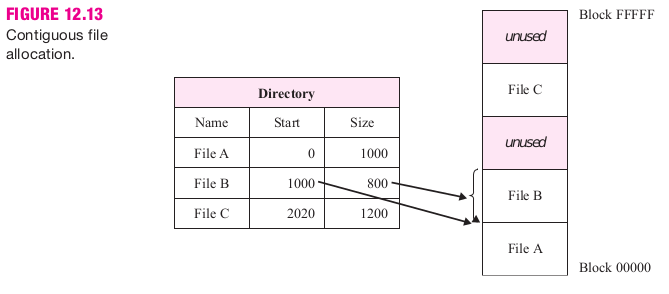 FIGURE 12.13
Contiguous file
allocation.
Directory
Name Start Size
File A 0 1000
File B 1000 800
File C 2020 1200
Block FFFFF
unused
File C
unused
File B
File A
Block 00000